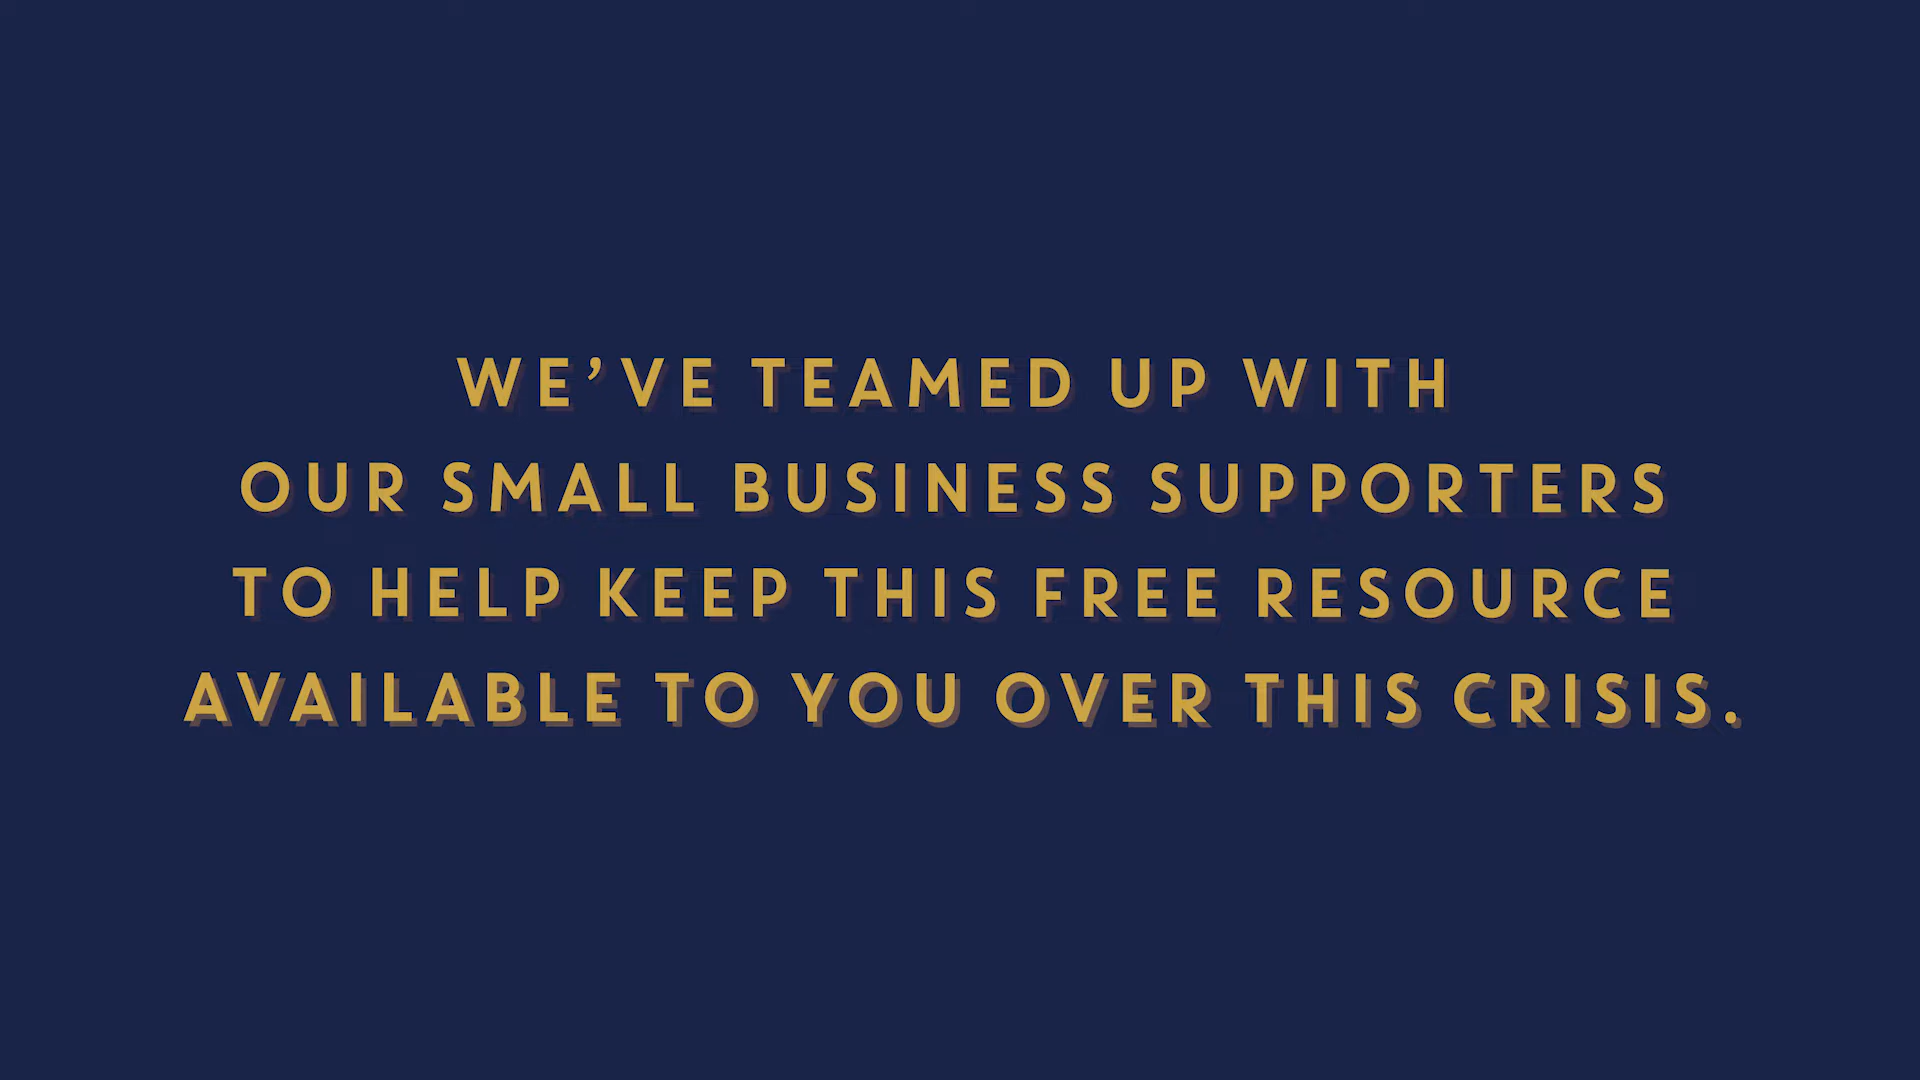 WE’VE TEAMED UP WITH
OUR SMALL BUSINESS SUPPORTERS
TO HELP KEEP THIS FREE RESOURCE
AVAILABLE TO YOU OVER THIS CRISIS.